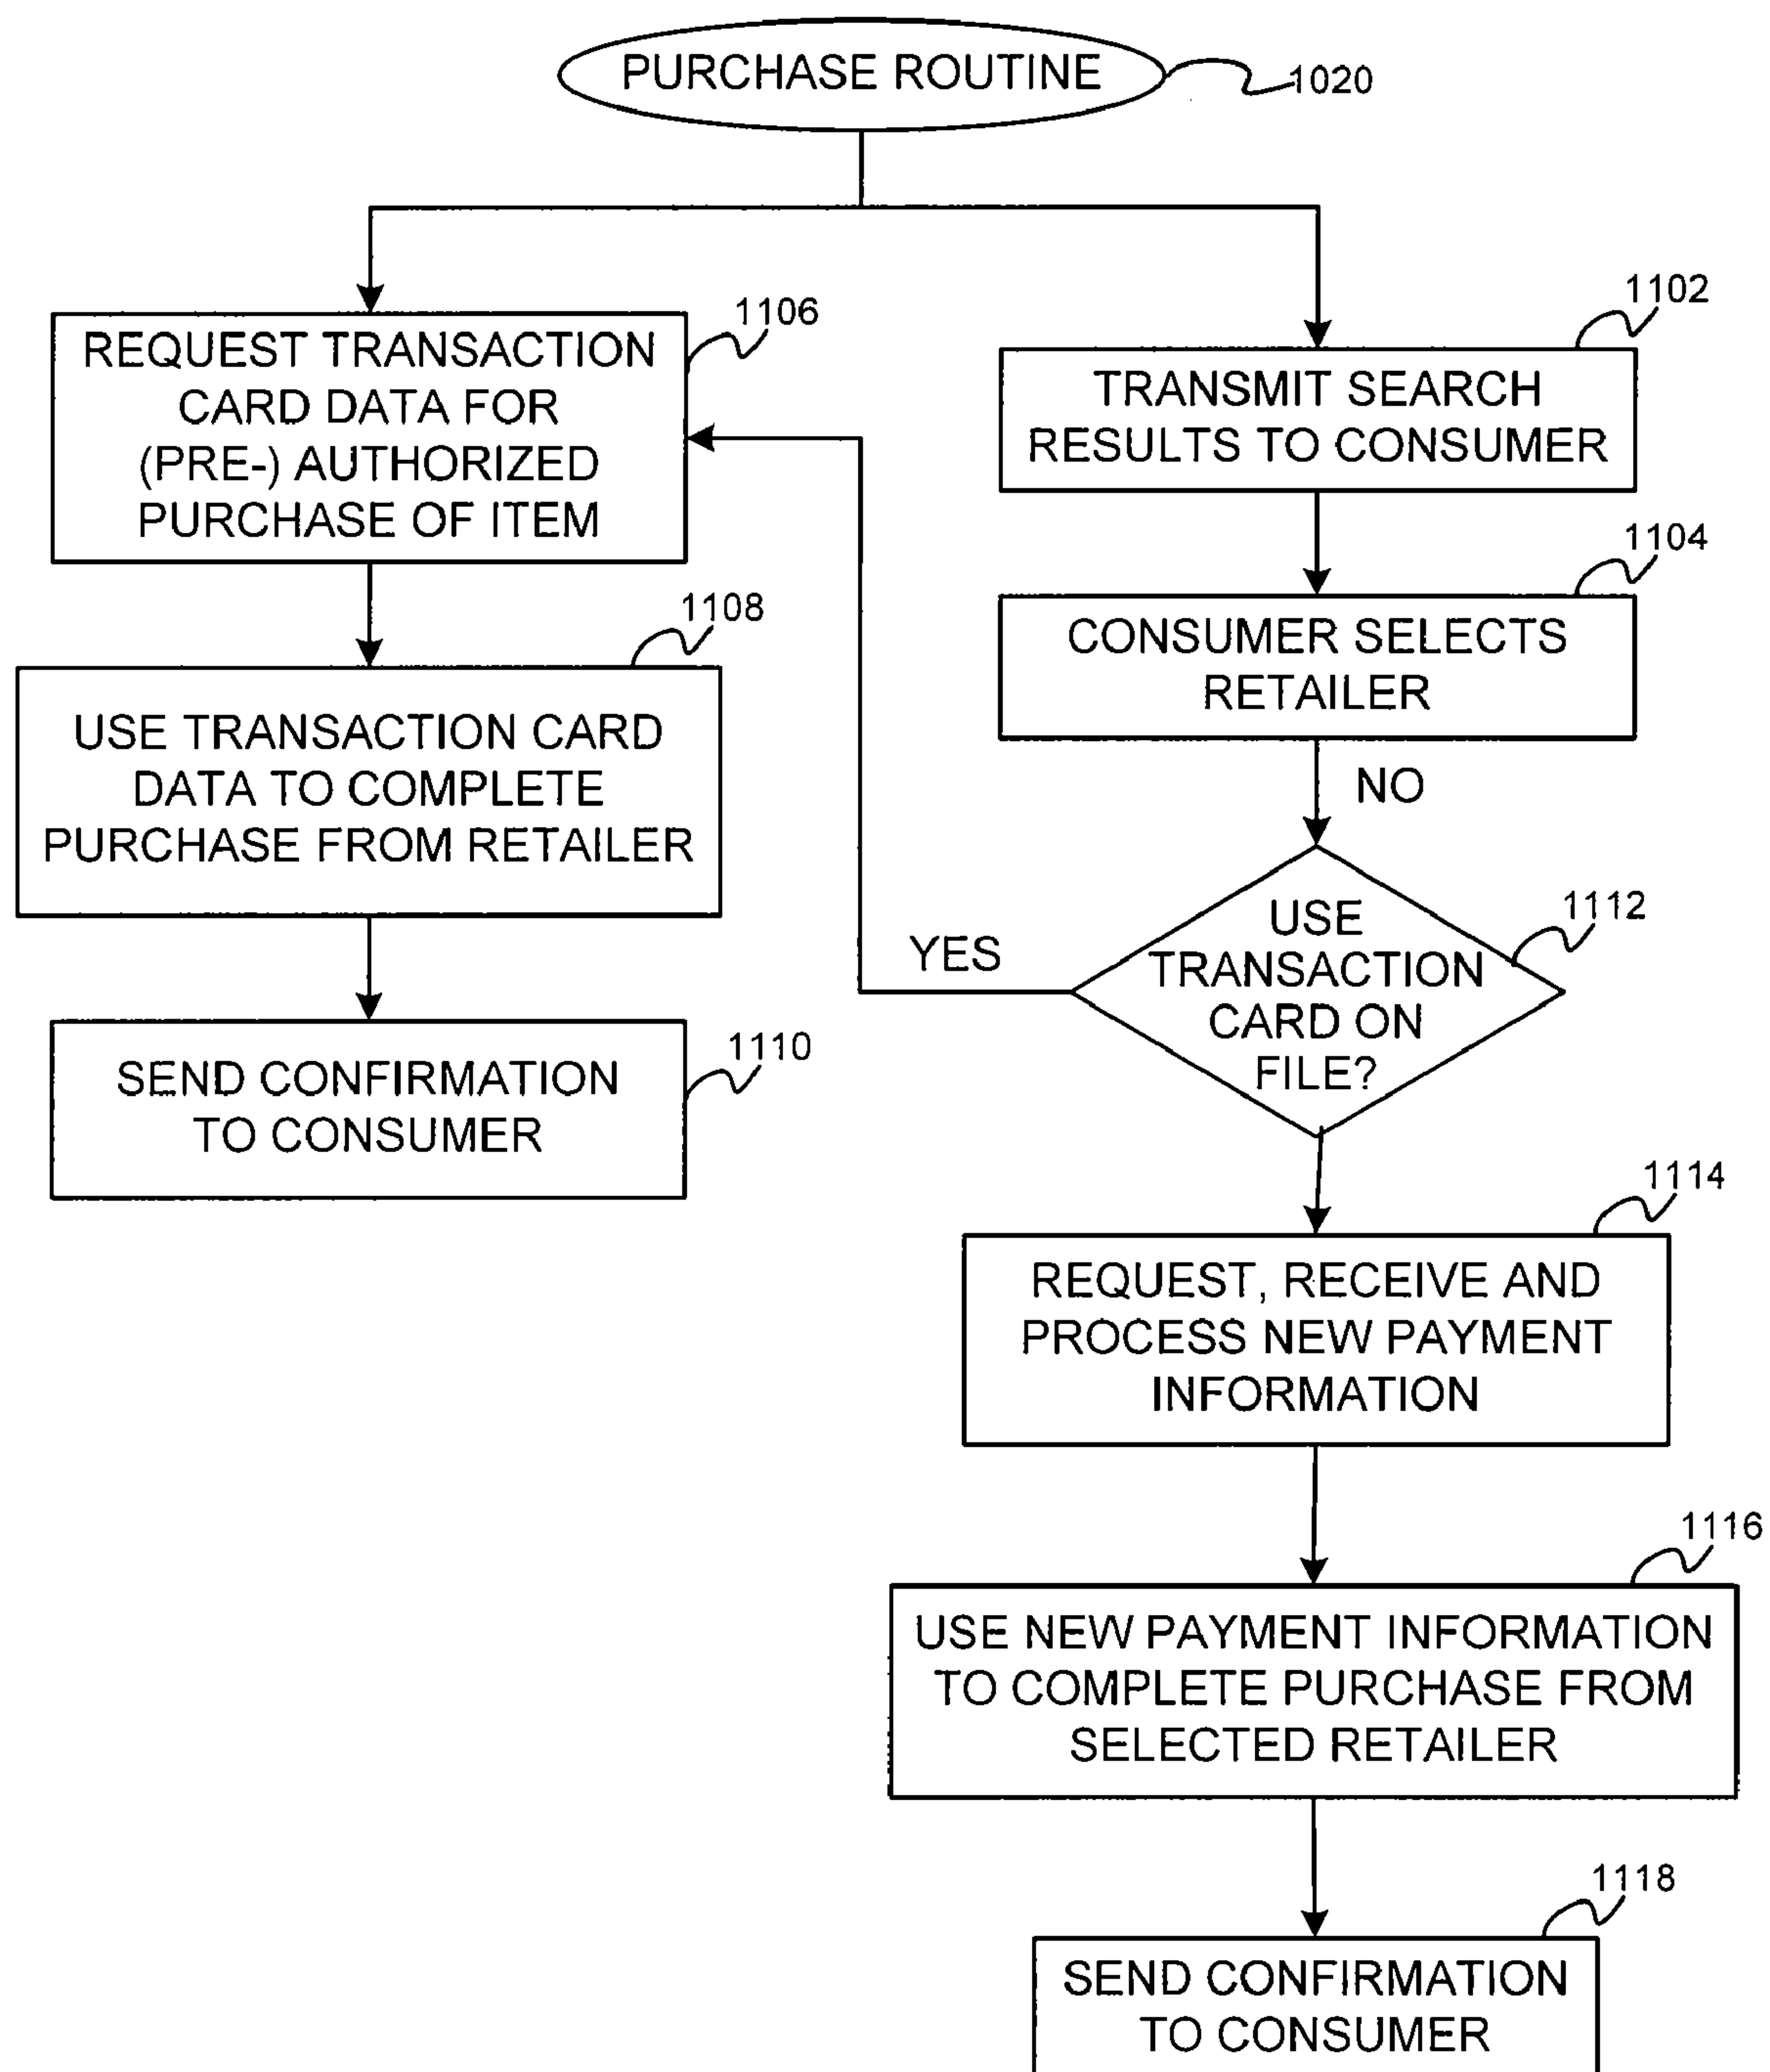 PURCHASE ROUTINE
1020
1106
REQUEST TRANSACTION
CARD DATA FOR
(PRE-) AUTHORIZED
PURCHASE OF ITEM
1102
TRANSMIT SEARCH
RESULTS TO CONSUMER
1104
CONSUMER SELECTS
RETAILER
1108
USE TRANSACTION CARD
DATA TO COMPLETE
PURCHASE FROM RETAILER
NO
1112
USE
TRANSACTION
CARD ON
FILE?
YES
1110
SEND CONFIRMATION
TO CONSUMER
1114
REQUEST, RECEIVE AND
PROCESS NEW PAYMENT
INFORMATION
1116
USE NEW PAYMENT INFORMATION
TO COMPLETE PURCHASE FROM
SELECTED RETAILER
1118
SEND CONFIRMATION
TO CONSUMER